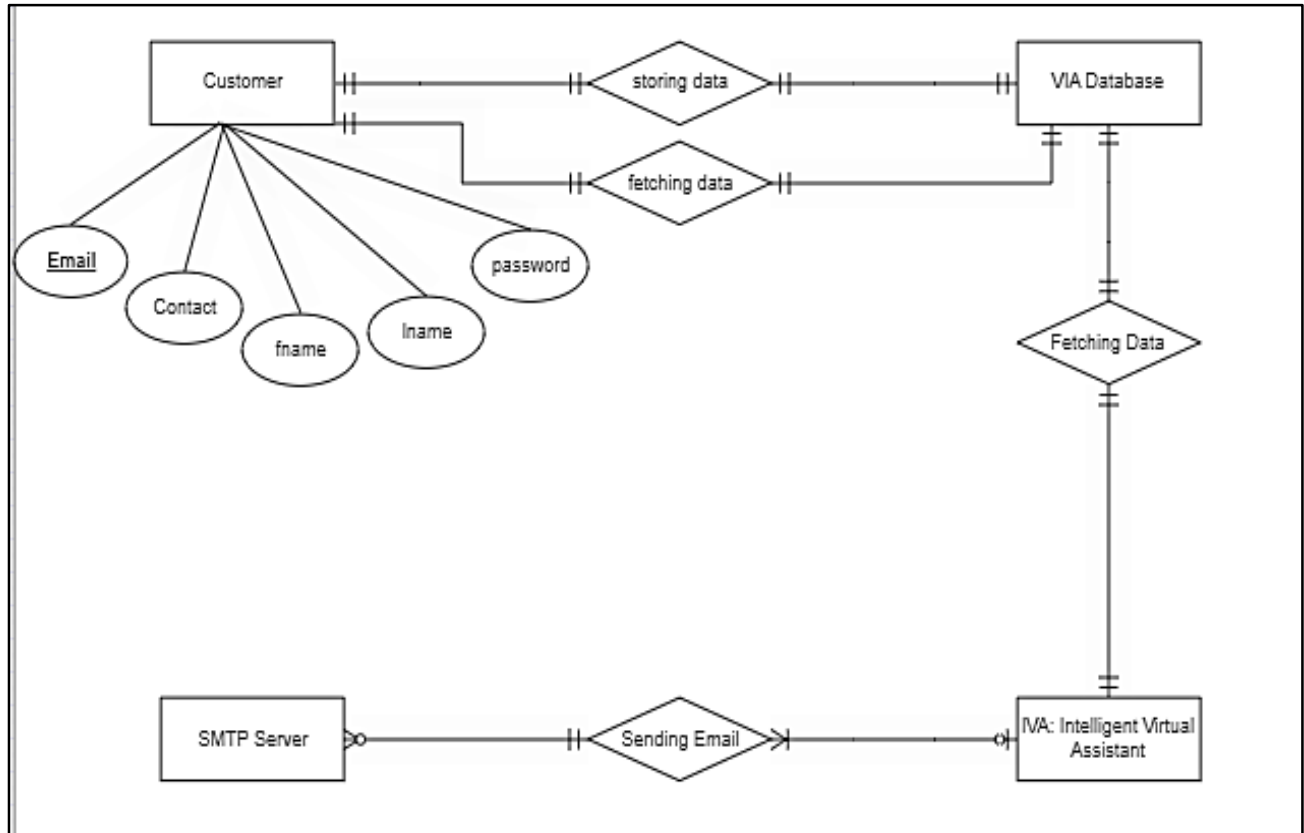 Customer
storing data
VIA Database
fetching data
Email
Contact
fname
lname
password
Fetching Data
SMTP Server
Sending Email
IVA: Intelligent Virtual
Assistant